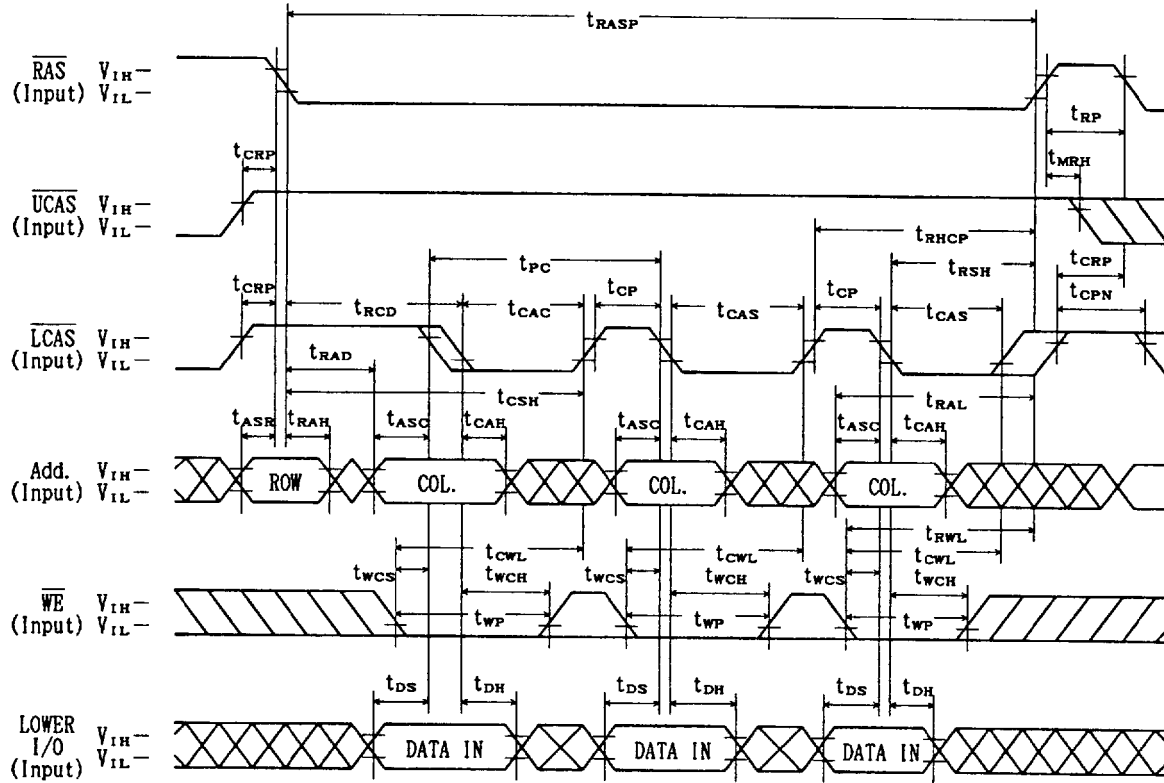 tRASP
RAS VIH
(Input) VIL
tRP
tCRP
tMRH
UCAS VIH
(Input) VIL
tRHCP
tPC
tRSH
tCRP
tCRP
tRCD
tCAC
tCP
tCAS
tCP
tCAS
tCPN
LCAS VIH
(Input) VIL
tRAD
tCSH
tRAL
tASR
tRAH
tASC
tCAH
tASC
tCAH
tASC
tCAH
Add. VIH
(Input) VIL
ROW
COL.
COL.
COL.
tRWL
tCWL
tCWL
tCWL
tWCS
tWCH
tWCS
tWCH
tWCS
tWCH
WE VIH
(Input) VIL
tWP
tWP
tWP
tDS
tDH
tDS
tDH
tDS
tDH
LOWER
I/O VIH
(Input) VIL
DATA IN
DATA IN
DATA IN